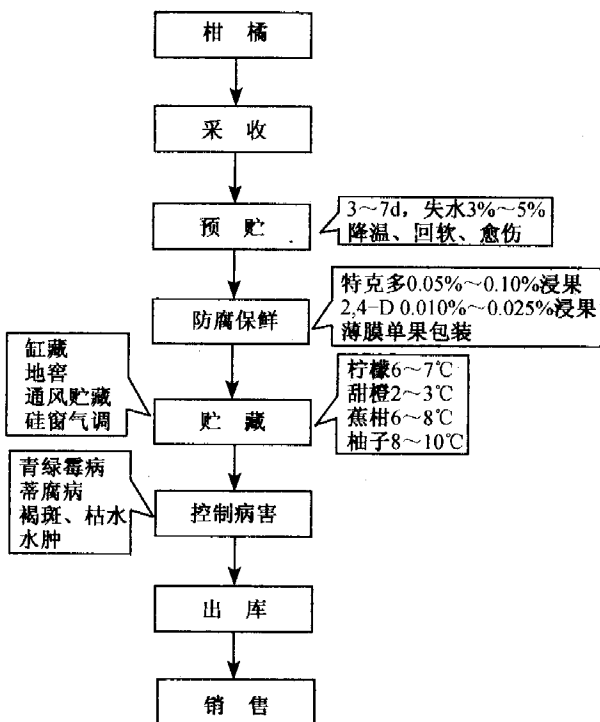 柑橘
采收
预贮
3～7d，失水3%～5%
降温、回软、愈伤
防腐保鲜
特克多0.05%～0.10%浸果
2,4-D 0.010%～0.025%浸果
薄膜单果包装
缸藏
地窖
通风贮藏
硅窗气调
贮藏
柠檬6～7℃
甜橙2～3℃
蕉柑6～8℃
柚子8～10℃
青绿霉病
蒂腐病
褐斑、枯水
水肿
控制病害
出库
销售